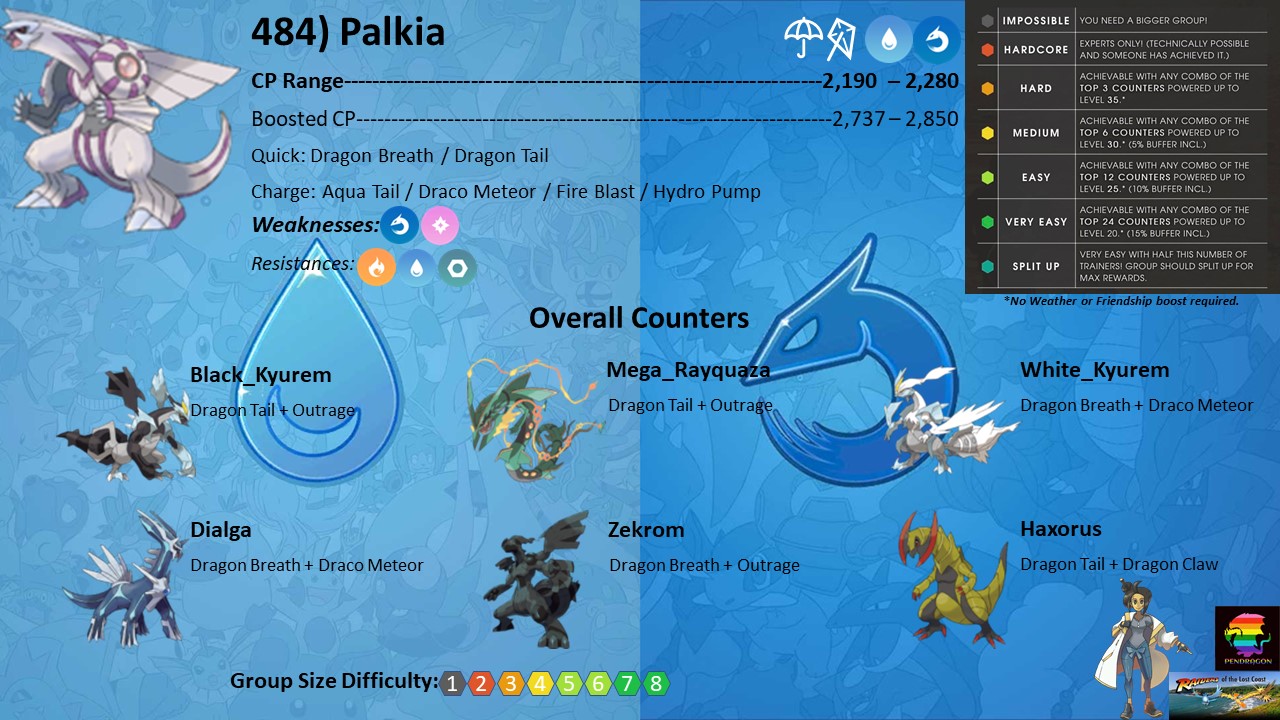 484) Palkia
CP Range---------------------------------------------------------------2,190 – 2,280
Boosted CP---------------------------------------------------------------2,737 – 2,850
Quick: Dragon Breath / Dragon Tail
Charge: Aqua Tail / Draco Meteor / Fire Blast / Hydro Pump
Weaknesses:
Resistances:
IMPOSSIBLE YOU NEED A BIGGER GROUP!
HARDCORE EXPERTS ONLY! (TECHNICALLY POSSIBLE
AND SOMEONE HAS ACHIEVED IT.)
HARD ACHIEVABLE WITH ANY COMBO OF THE
TOP 3 COUNTERS POWERED UP TO
LEVEL 35.*
MEDIUM ACHIEVABLE WITH ANY COMBO OF THE
TOP 6 COUNTERS POWERED UP TO
LEVEL 30.* (5% BUFFER INCL.)
EASY ACHIEVABLE WITH ANY COMBO OF THE
TOP 12 COUNTERS POWERED UP TO
LEVEL 25.* (10% BUFFER INCL.)
VERY EASY ACHIEVABLE WITH ANY COMBO OF THE
TOP 24 COUNTERS POWERED UP TO
LEVEL 20.* (15% BUFFER INCL.)
SPLIT UP VERY EASY WITH HALF THIS NUMBER OF
TRAINERS! GROUP SHOULD SPLIT UP FOR
MAX REWARDS.
*No Weather or Friendship boost required.
Overall Counters
Black_Kyurem
Dragon Tail + Outrage
Mega_Rayquaza
Dragon Tail + Outrage
White_Kyurem
Dragon Breath + Draco Meteor
Dialga
Dragon Breath + Draco Meteor
Zekrom
Dragon Breath + Outrage
Haxorus
Dragon Tail + Dragon Claw
Group Size Difficulty: 1 2 3 4 5 6 7 8
PENDRAGON
RAIDERS of the Lost Coast